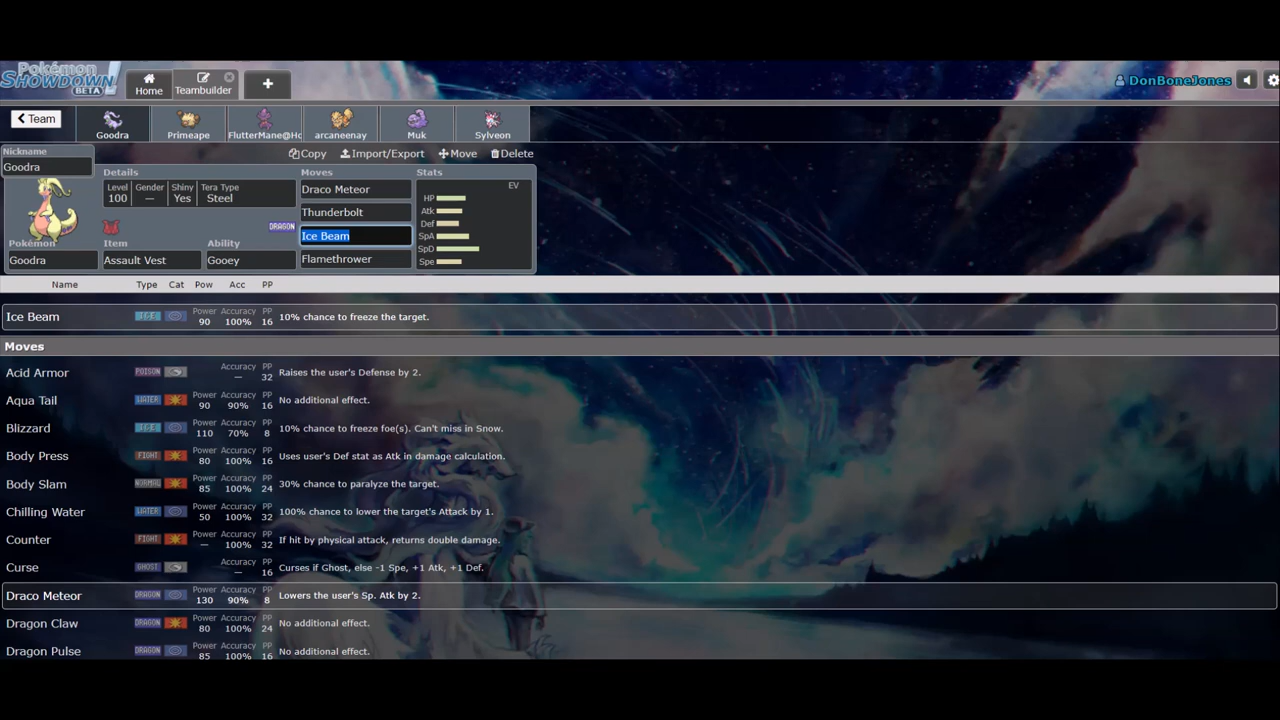 Pokémon
SHOWDOWN
BETA
Home
Teambuilder
+
DonBoneJones
Team
Goodra
Primeape
FlutterMane@Ho
arcaneenay
Muk
Sylveon
Nickname
Goodra
Copy
Import/Export
Move
Delete
Details
Level
100
Gender
—
Shiny
Yes
Tera Type
Steel
DRAGON
Pokémon
Goodra
Item
Assault Vest
Ability
Gooey
Moves
Draco Meteor
Thunderbolt
Ice Beam
Flamethrower
Stats
EV
HP
Atk
Def
SpA
SpD
Spe
Name Type Cat Pow Acc PP
Ice Beam ICE Power 90 Accuracy 100% PP 16 10% chance to freeze the target.
Moves
Acid Armor POISON Accuracy — PP 32 Raises the user's Defense by 2.
Aqua Tail WATER Power 90 Accuracy 90% PP 16 No additional effect.
Blizzard ICE Power 110 Accuracy 70% PP 8 10% chance to freeze foe(s). Can't miss in Snow.
Body Press FIGHT Power 80 Accuracy 100% PP 16 Uses user's Def stat as Atk in damage calculation.
Body Slam NORMAL Power 85 Accuracy 100% PP 24 30% chance to paralyze the target.
Chilling Water WATER Power 50 Accuracy 100% PP 32 100% chance to lower the target's Attack by 1.
Counter FIGHT Power — Accuracy 100% PP 32 If hit by physical attack, returns double damage.
Curse GHOST Accuracy — PP 16 Curses if Ghost, else -1 Spe, +1 Atk, +1 Def.
Draco Meteor DRAGON Power 130 Accuracy 90% PP 8 Lowers the user's Sp. Atk by 2.
Dragon Claw DRAGON Power 80 Accuracy 100% PP 24 No additional effect.
Dragon Pulse DRAGON Power 85 Accuracy 100% PP 16 No additional effect.